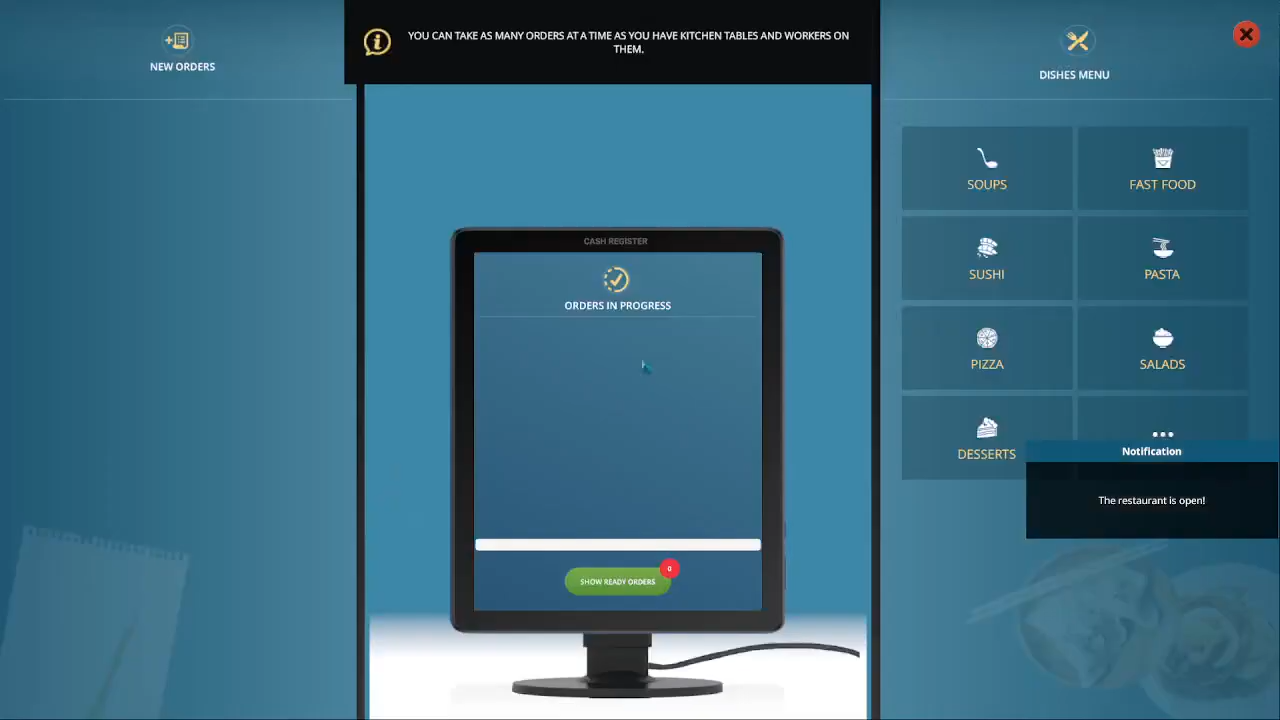 NEW ORDERS
YOU CAN TAKE AS MANY ORDERS AT A TIME AS YOU HAVE KITCHEN TABLES AND WORKERS ON
THEM.
DISHES MENU
CASH REGISTER
ORDERS IN PROGRESS
SHOW READY ORDERS
0
SOUPS
FAST FOOD
SUSHI
PASTA
PIZZA
SALADS
DESSERTS
Notification
The restaurant is open!